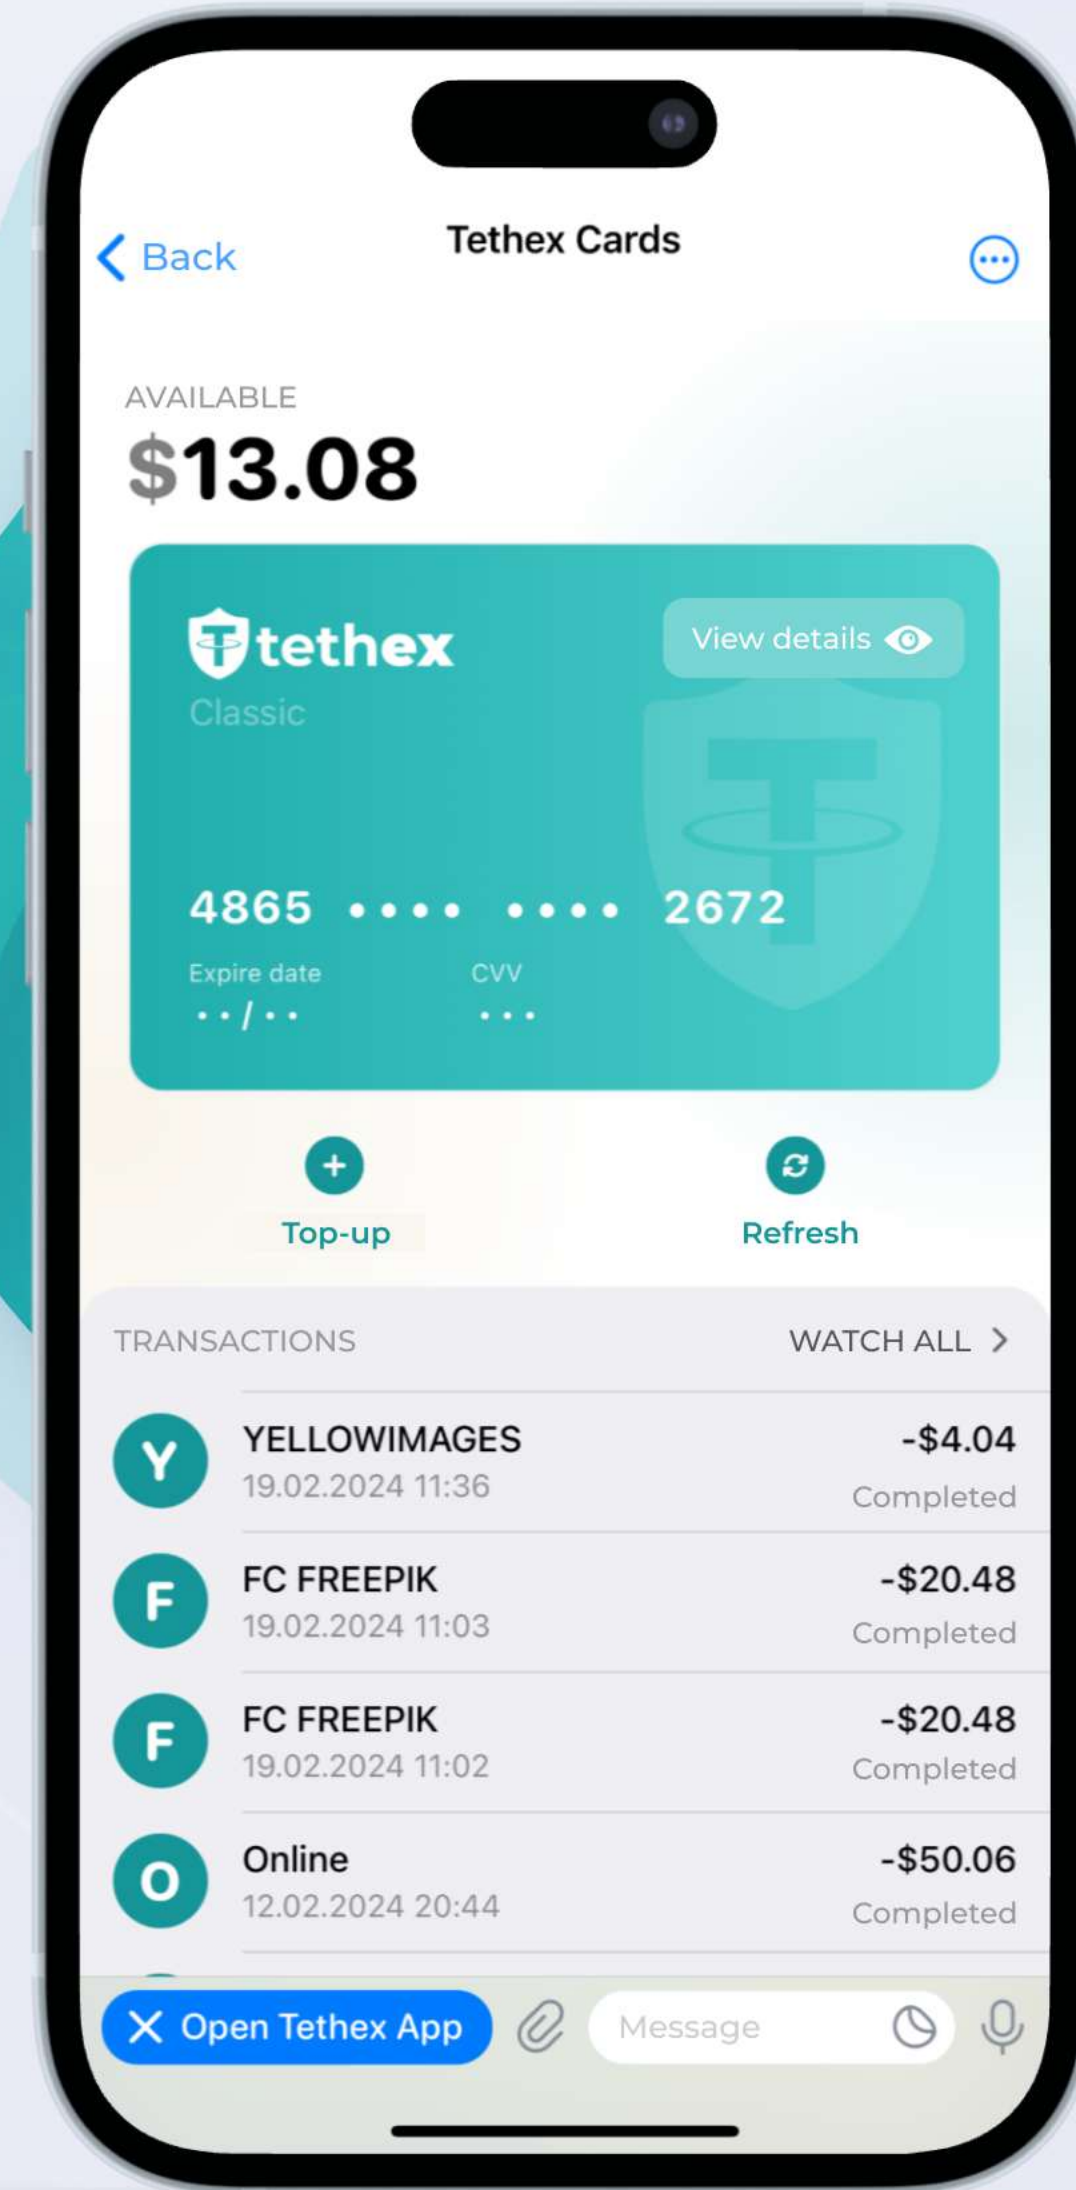 Back
Tethex Cards
AVAILABLE
$13.08
tethex
View details
Classic
4865 •••• •••• 2672
Expire date CVV
••/•• •••
Top-up Refresh
TRANSACTIONS WATCH ALL
Y YELLOWIMAGES -$4.04
19.02.2024 11:36 Completed
F FC FREEPIK -$20.48
19.02.2024 11:03 Completed
F FC FREEPIK -$20.48
19.02.2024 11:02 Completed
O Online -$50.06
12.02.2024 20:44 Completed
Open Tethex App Message